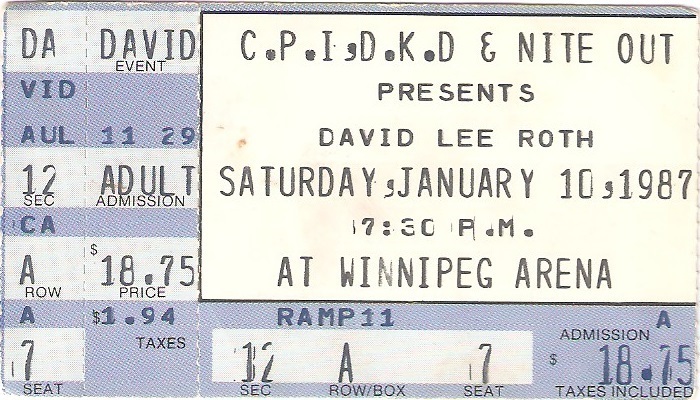 DA DAVID
EVENT
VID
AUL 11 29
12 ADULT
SEC ADMISSION
CA
A $18.75
ROW PRICE
A $1.94
TAXES
7
SEAT
C.P.I,D.K.D & NITE OUT
PRESENTS
DAVID LEE ROTH
SATURDAY,JANUARY 10,1987
7:30 P.M.
AT WINNIPEG ARENA
RAMP11 A
ADMISSION
12 A 7 $ 18.75
SEC ROW/BOX SEAT TAXES INCLUDED